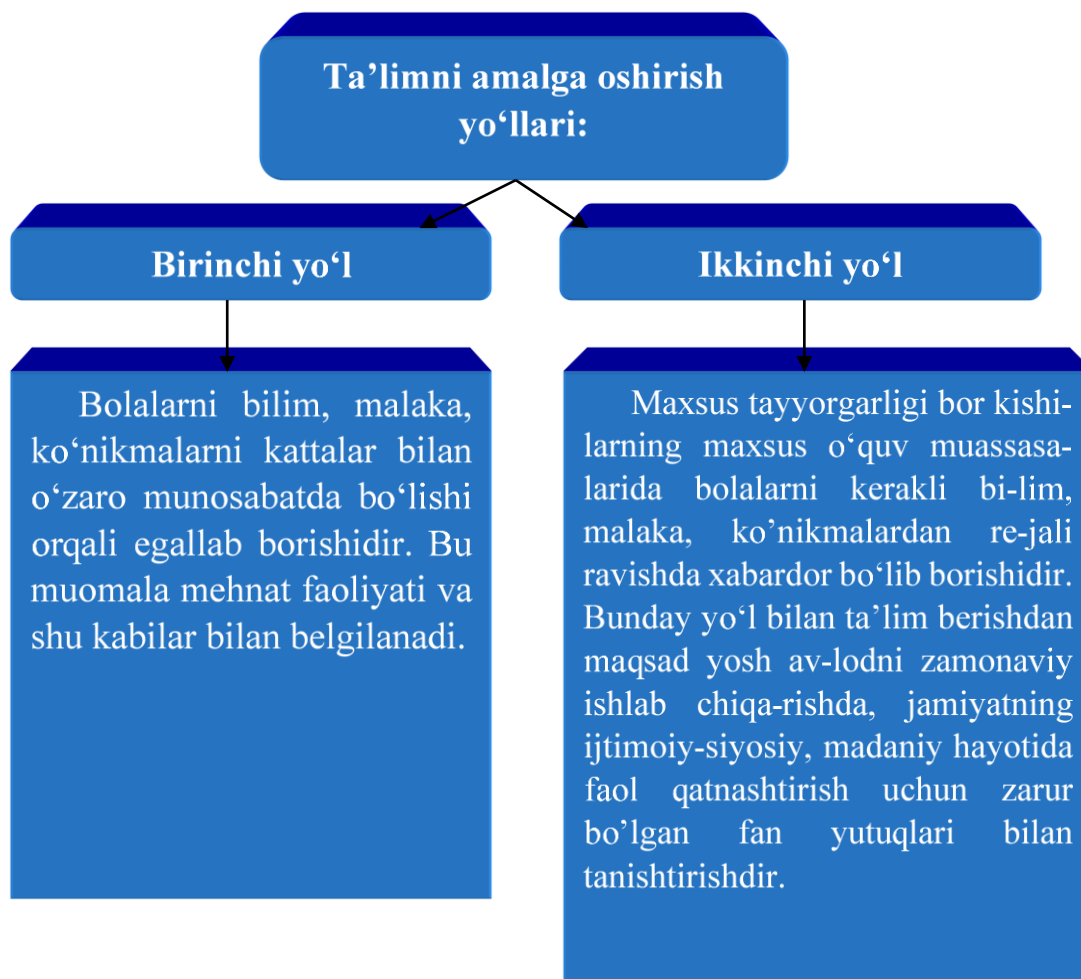 Ta’limni amalga oshirish
yo‘llari:
Birinchi yo‘l
Ikkinchi yo‘l
Bolalarni bilim, malaka,
ko‘nikmalarni kattalar bilan
o‘zaro munosabatda bo‘lishi
orqali egallab borishidir. Bu
muomala mehnat faoliyati va
shu kabilar bilan belgilanadi.
Maxsus tayyorgarligi bor kishi-
larning maxsus o‘quv muassasa-
larida bolalarni kerakli bi-lim,
malaka, ko’nikmalardan re-jali
ravishda xabardor bo‘lib borishidir.
Bunday yo‘l bilan ta’lim berishdan
maqsad yosh av-lodni zamonaviy
ishlab chiqa-rishda, jamiyatning
ijtimoiy-siyosiy, madaniy hayotida
faol qatnashtirish uchun zarur
bo’lgan fan yutuqlari bilan
tanishtirishdir.